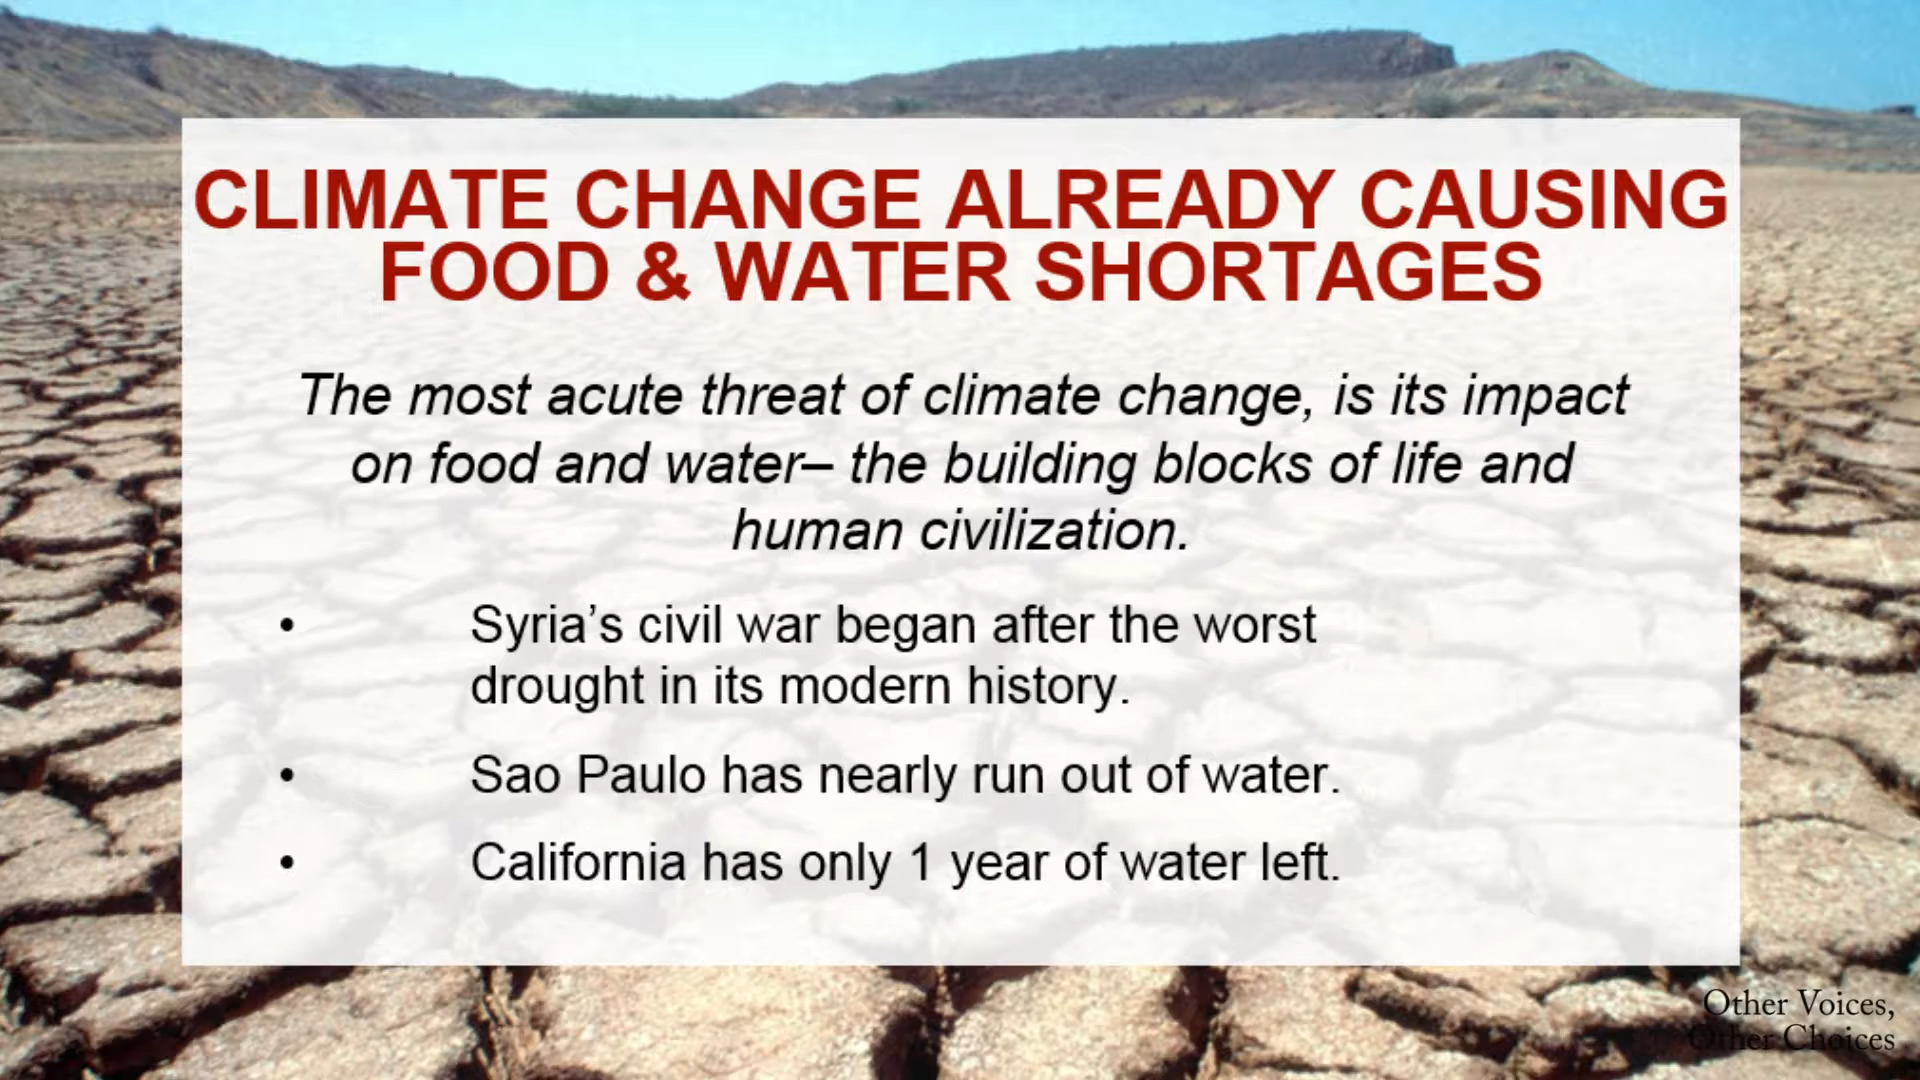 CLIMATE CHANGE ALREADY CAUSING
FOOD & WATER SHORTAGES
The most acute threat of climate change, is its impact
on food and water– the building blocks of life and
human civilization.
• Syria’s civil war began after the worst
drought in its modern history.
• Sao Paulo has nearly run out of water.
• California has only 1 year of water left.
Other Voices,
Other Choices